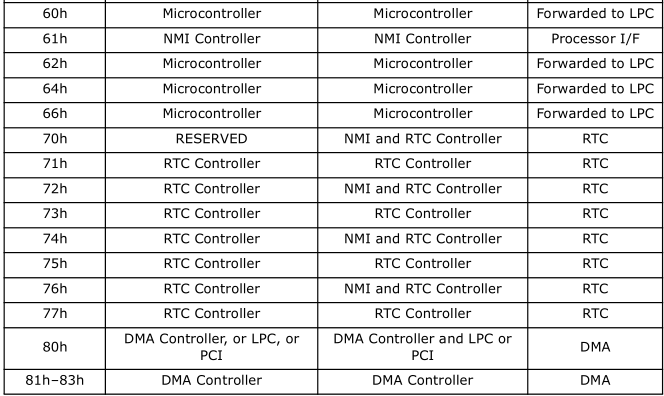 60h Microcontroller Microcontroller Forwarded to LPC
61h NMI Controller NMI Controller Processor I/F
62h Microcontroller Microcontroller Forwarded to LPC
64h Microcontroller Microcontroller Forwarded to LPC
66h Microcontroller Microcontroller Forwarded to LPC
70h RESERVED NMI and RTC Controller RTC
71h RTC Controller RTC Controller RTC
72h RTC Controller NMI and RTC Controller RTC
73h RTC Controller RTC Controller RTC
74h RTC Controller NMI and RTC Controller RTC
75h RTC Controller RTC Controller RTC
76h RTC Controller NMI and RTC Controller RTC
77h RTC Controller RTC Controller RTC
80h DMA Controller, or LPC, or
PCI DMA Controller and LPC or
PCI DMA
81h–83h DMA Controller DMA Controller DMA